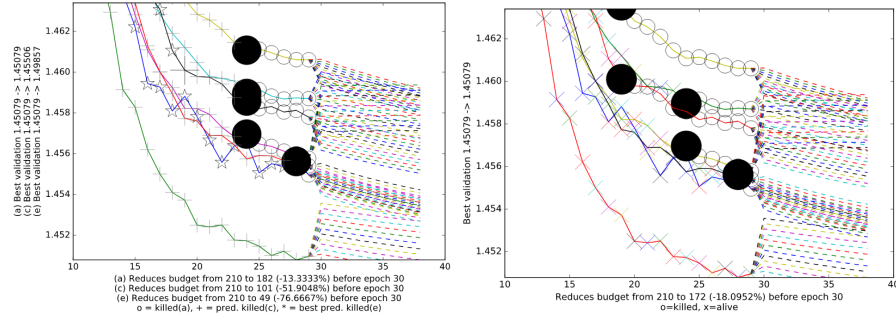 (a) Best validation 1.45079 -> 1.45079
(c) Best validation 1.45079 -> 1.45506
(e) Best validation 1.45079 -> 1.49857
1.462
1.460
1.458
1.456
1.454
1.452
10 15 20 25 30 35 40
(a) Reduces budget from 210 to 182 (-13.3333%) before epoch 30
(c) Reduces budget from 210 to 101 (-51.9048%) before epoch 30
(e) Reduces budget from 210 to 49 (-76.6667%) before epoch 30
o = killed(a), + = pred. killed(c), * = best pred. killed(e)
Best validation 1.45079 -> 1.45079
1.462
1.460
1.458
1.456
1.454
1.452
10 15 20 25 30 35 40
Reduces budget from 210 to 172 (-18.0952%) before epoch 30
o=killed, x=alive